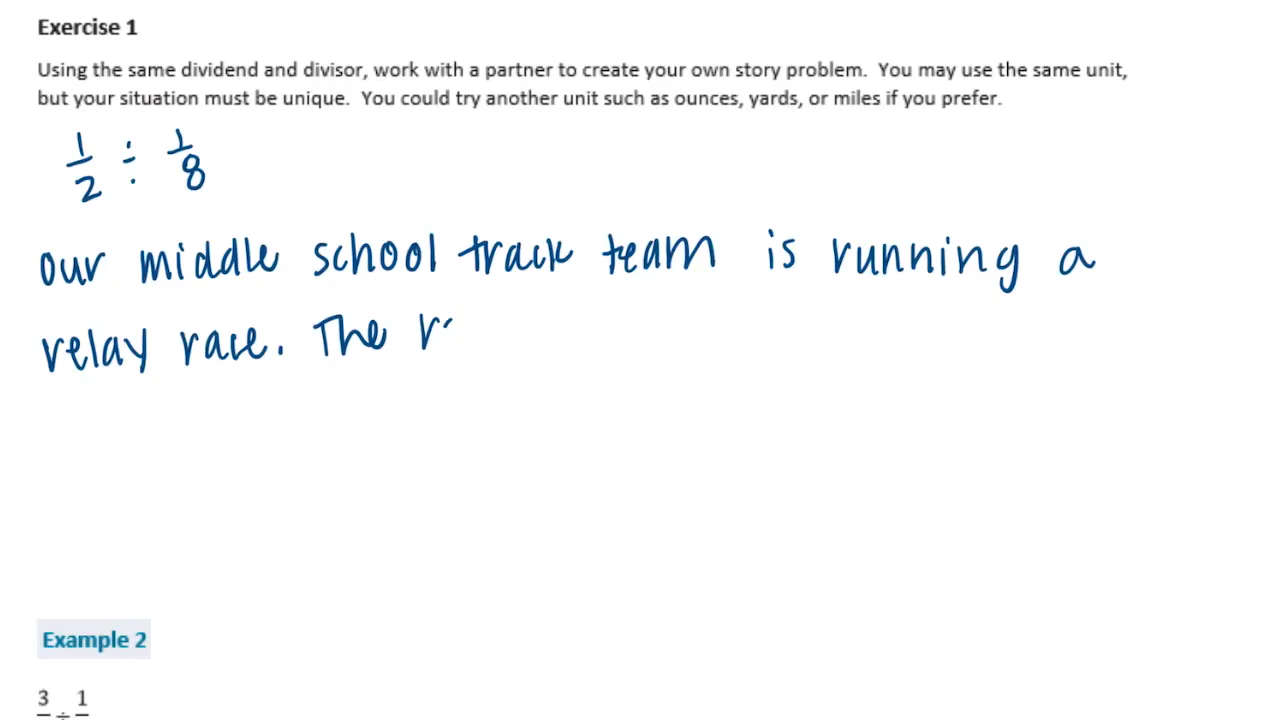 Exercise 1
Using the same dividend and divisor, work with a partner to create your own story problem. You may use the same unit,
but your situation must be unique. You could try another unit such as ounces, yards, or miles if you prefer.
1/2 ÷ 1/8
our middle school track team is running a
relay race. The r
Example 2
3 ÷ 1